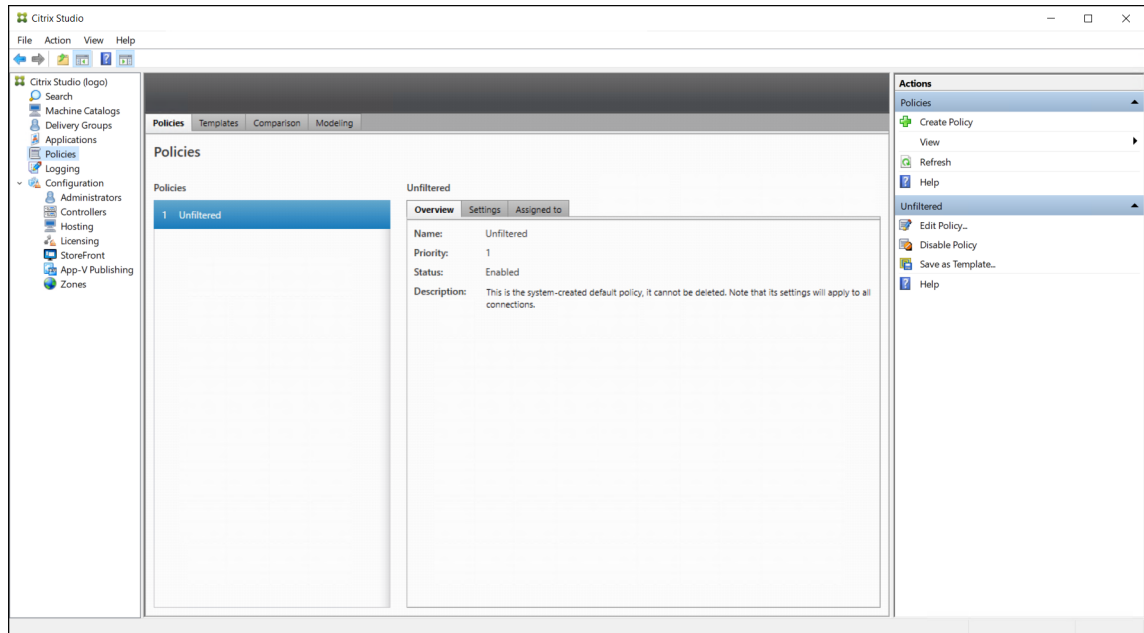 Citrix Studio
File Action View Help
Citrix Studio (logo)
Search
Machine Catalogs
Delivery Groups
Applications
Policies
Logging
Configuration
Administrators
Controllers
Hosting
Licensing
StoreFront
App-V Publishing
Zones
Policies Templates Comparison Modeling
Policies
Policies
1 Unfiltered
Unfiltered
Overview Settings Assigned to
Name: Unfiltered
Priority: 1
Status: Enabled
Description: This is the system-created default policy, it cannot be deleted. Note that its settings will apply to all
connections.
Actions
Policies
Create Policy
View
Refresh
Help
Unfiltered
Edit Policy...
Disable Policy
Save as Template...
Help